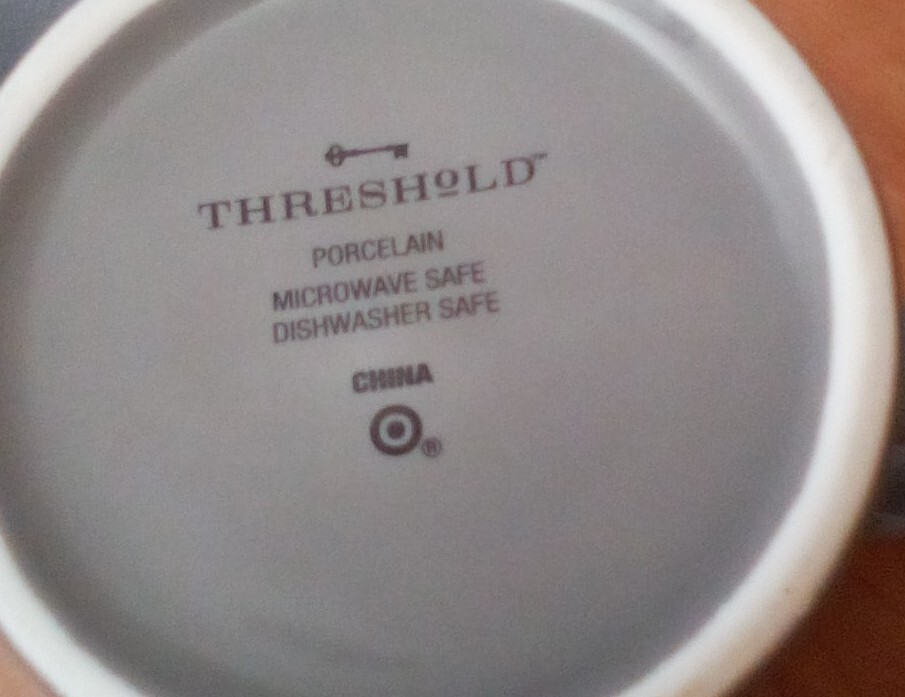 THRESHOLD™
PORCELAIN
MICROWAVE SAFE
DISHWASHER SAFE
CHINA
®